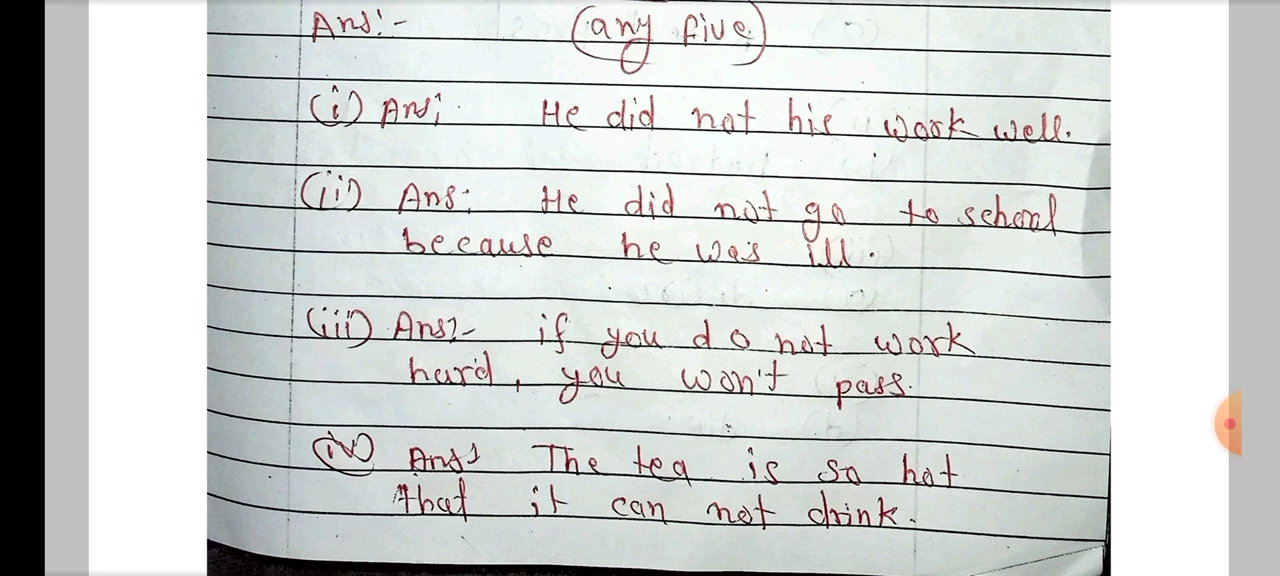 Ans:- (any five)
(i) Ans: He did not his work well.
(ii) Ans: He did not go to school
because he was ill.
(iii) Ans:- if you do not work
hard, you won't pass.
(iv) Ans: The tea is so hot
that it can not drink.